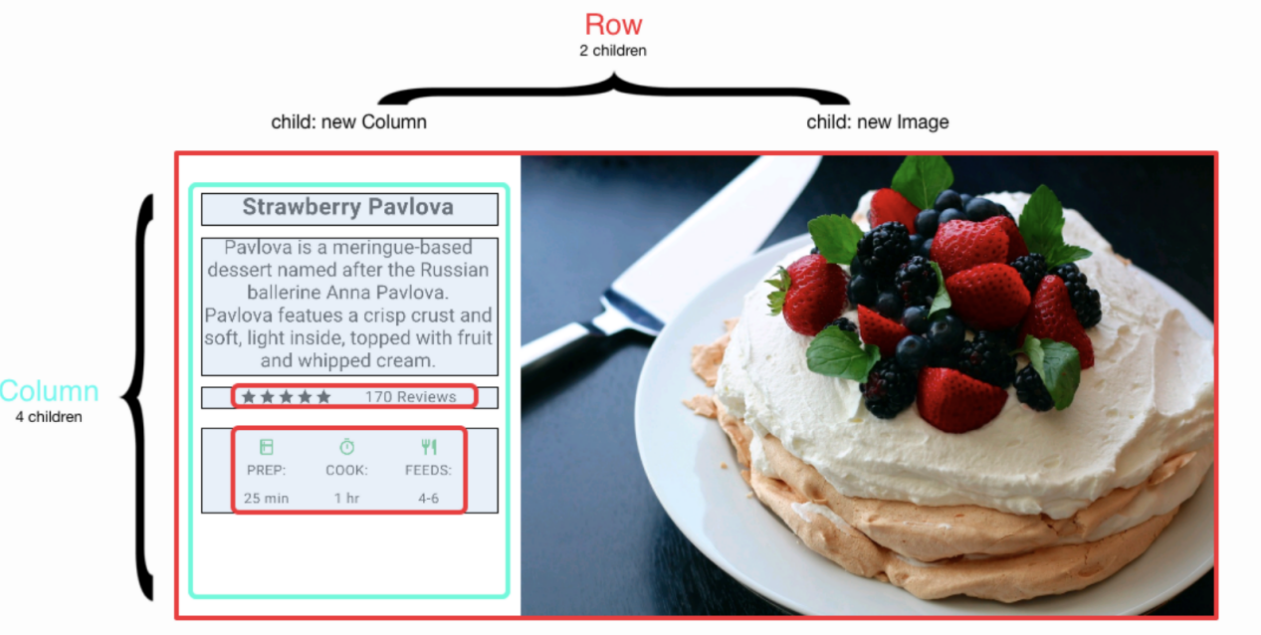 Row
2 children
child: new Column
child: new Image
Column
4 children
Strawberry Pavlova
Pavlova is a meringue-based
dessert named after the Russian
ballerine Anna Pavlova.
Pavlova featues a crisp crust and
soft, light inside, topped with fruit
and whipped cream.
170 Reviews
PREP: COOK: FEEDS:
25 min 1 hr 4-6